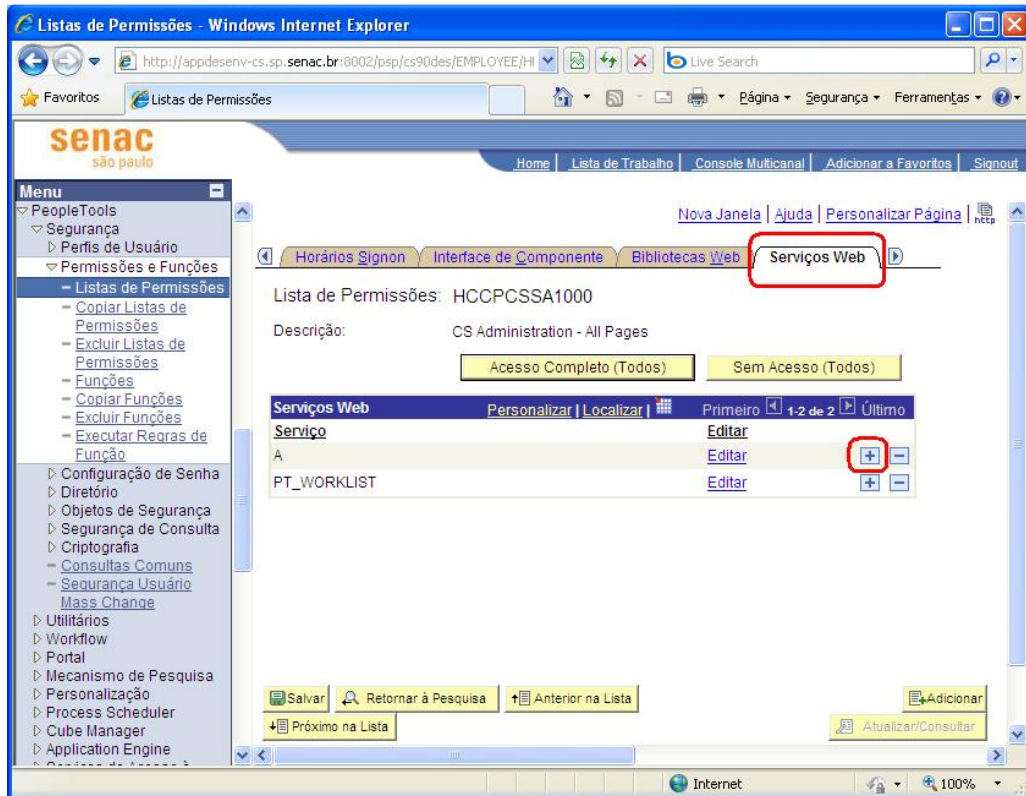 Listas de Permissões - Windows Internet Explorer
http://appdesenv-cs.sp.senac.br:8002/psp/cs90des/EMPLOYEE/HI
Live Search
Favoritos
Listas de Permissões
Página
Segurança
Ferramentas
senac
são paulo
Home | Lista de Trabalho | Console Multicanal | Adicionar a Favoritos | Signout
Menu
PeopleTools
Segurança
Perfis de Usuário
Permissões e Funções
– Listas de Permissões
– Copiar Listas de
Permissões
– Excluir Listas de
Permissões
– Funções
– Copiar Funções
– Excluir Funções
– Executar Regras de
Função
Configuração de Senha
Diretório
Objetos de Segurança
Segurança de Consulta
Criptografia
– Consultas Comuns
– Segurança Usuário
Mass Change
Utilitários
Workflow
Portal
Mecanismo de Pesquisa
Personalização
Process Scheduler
Cube Manager
Application Engine
Nova Janela | Ajuda | Personalizar Página |
http
Horários Signon
Interface de Componente
Bibliotecas Web
Serviços Web
Lista de Permissões: HCCPCSSA1000
Descrição: CS Administration - All Pages
Acesso Completo (Todos)
Sem Acesso (Todos)
Serviços Web Personalizar | Localizar | Primeiro 1-2 de 2 Último
Serviço Editar
A Editar
PT_WORKLIST Editar
Salvar
Retornar à Pesquisa
Anterior na Lista
Adicionar
Próximo na Lista
Atualizar/Consultar
Internet
100%